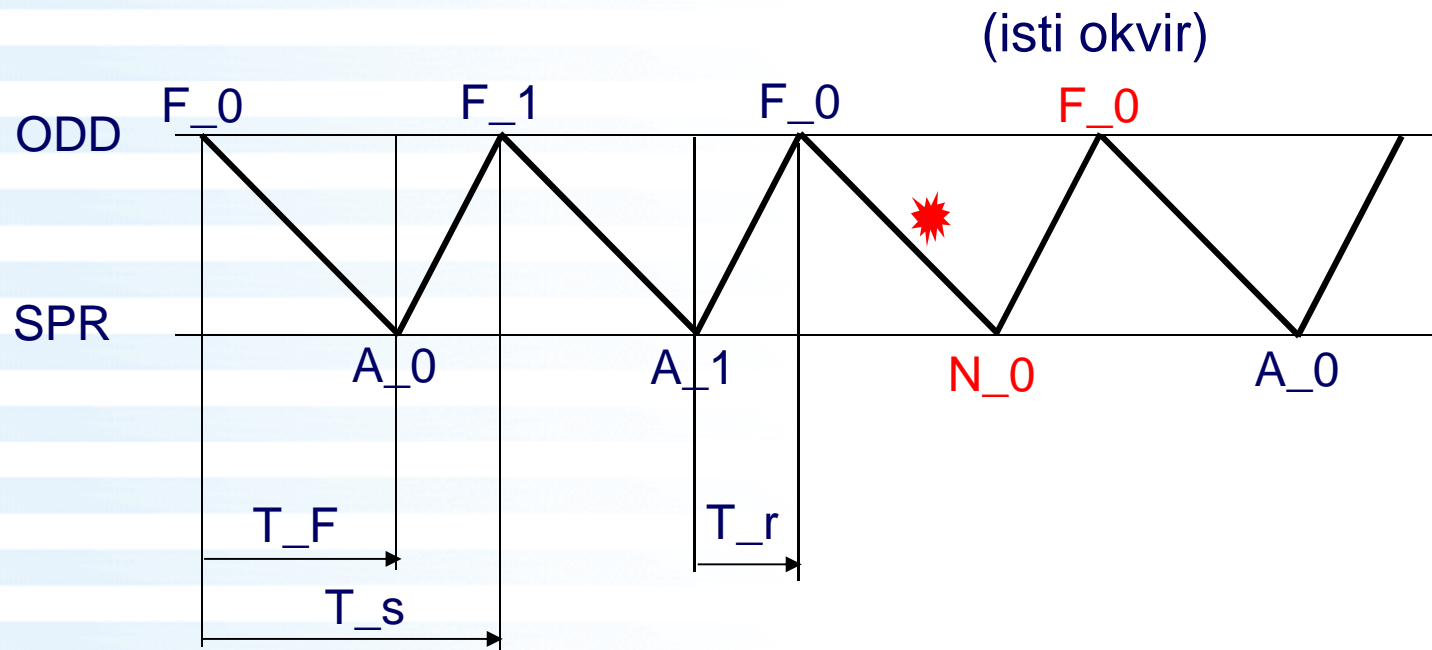 (isti okvir)
F_0 F_1 F_0 F_0
ODD
SPR
A_0 A_1 N_0 A_0
T_F T_r
T_s